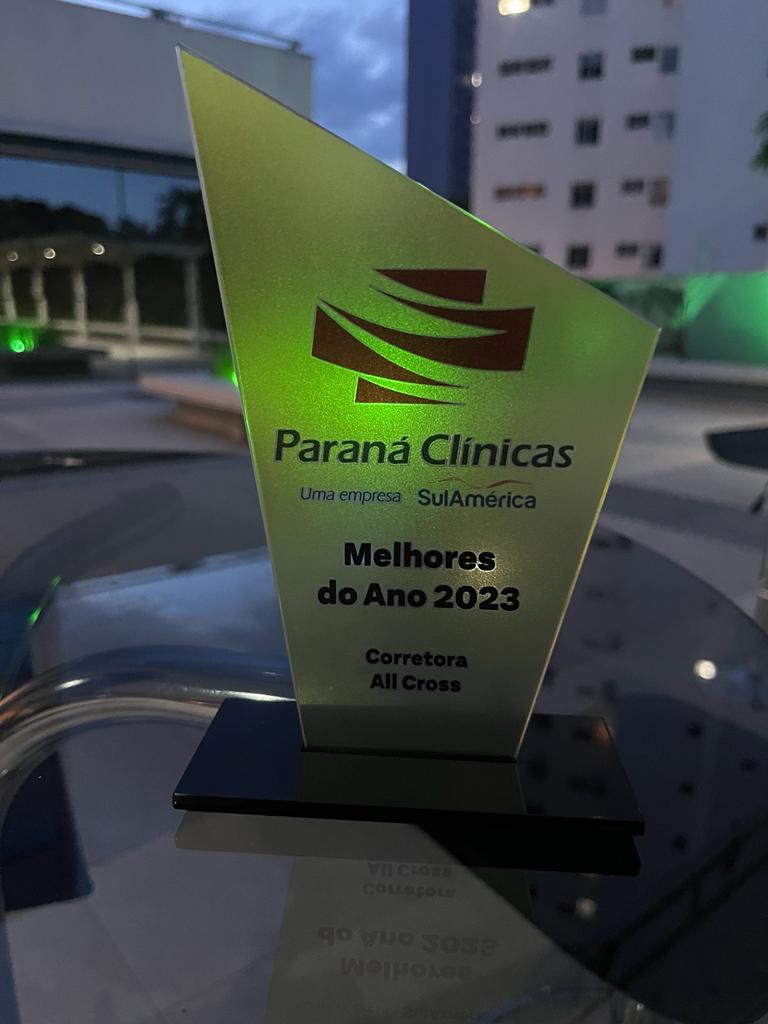 Paraná Clínicas
Uma empresa SulAmérica
Melhores
do Ano 2023
Corretora
All Cross